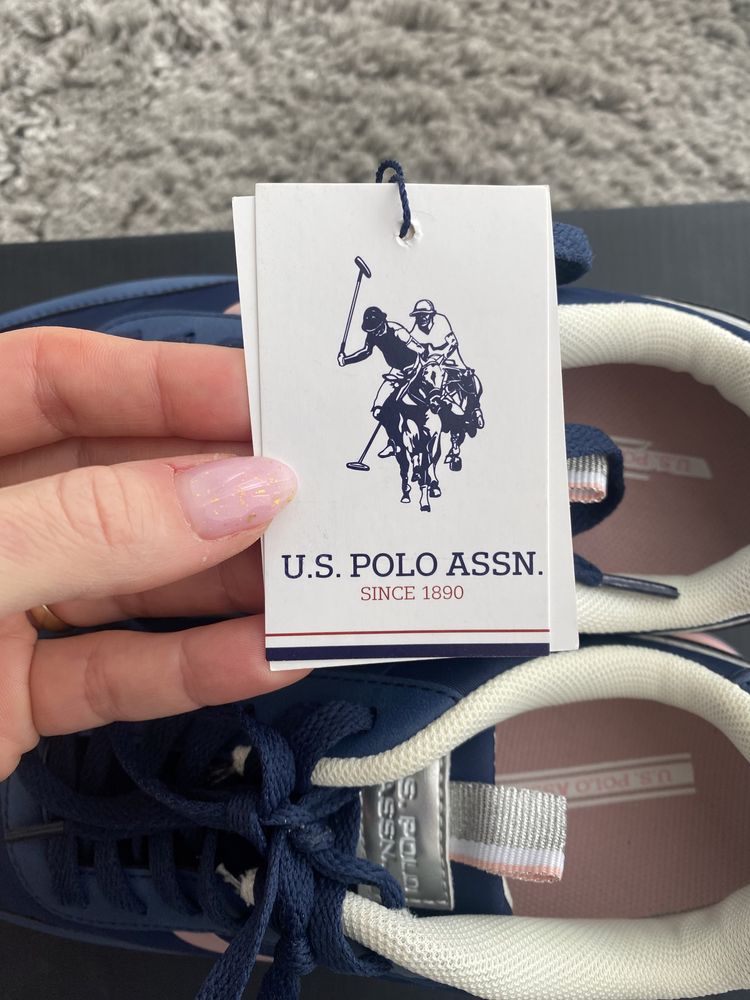 U.S. POLO ASSN.
SINCE 1890
U.S.
U.S. POLO ASSN.
U.S. POLO
ASSN.